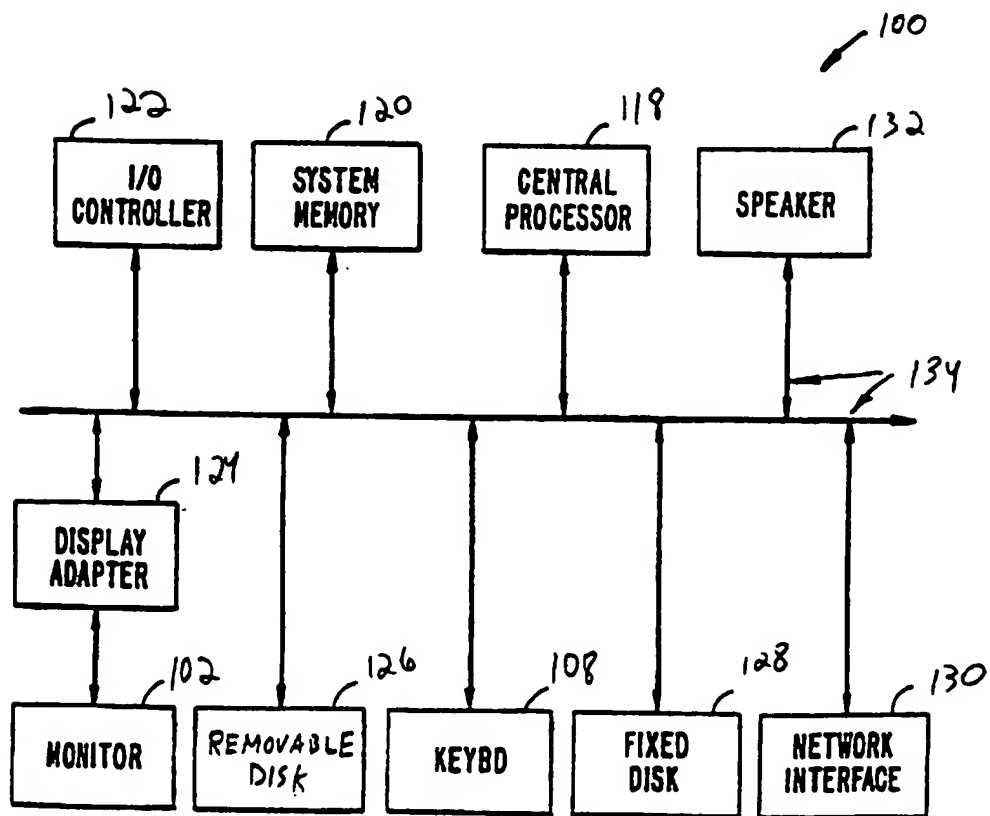 100
122
120
118
132
I/O
CONTROLLER
SYSTEM
MEMORY
CENTRAL
PROCESSOR
SPEAKER
134
124
DISPLAY
ADAPTER
102
126
108
128
130
MONITOR
REMOVABLE
DISK
KEYBD
FIXED
DISK
NETWORK
INTERFACE